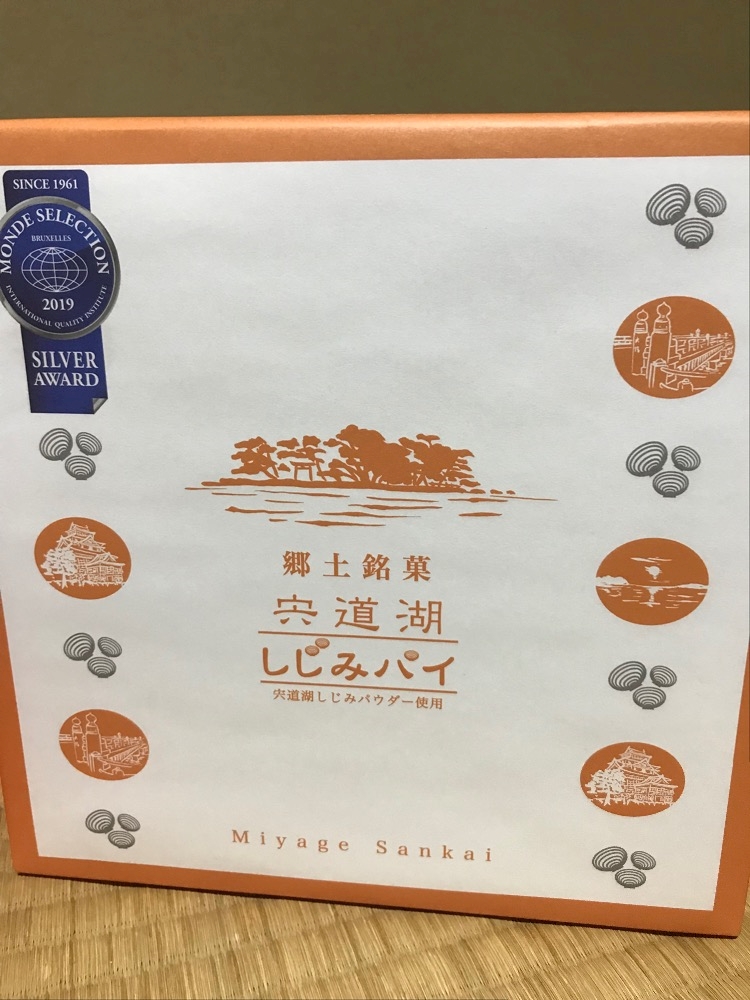 SINCE 1961
MONDE SELECTION
BRUXELLES
2019
INTERNATIONAL QUALITY INSTITUTE
SILVER
AWARD
郷土銘菓
宍道湖
しじみパイ
宍道湖しじみパウダー使用
Miyage Sankai